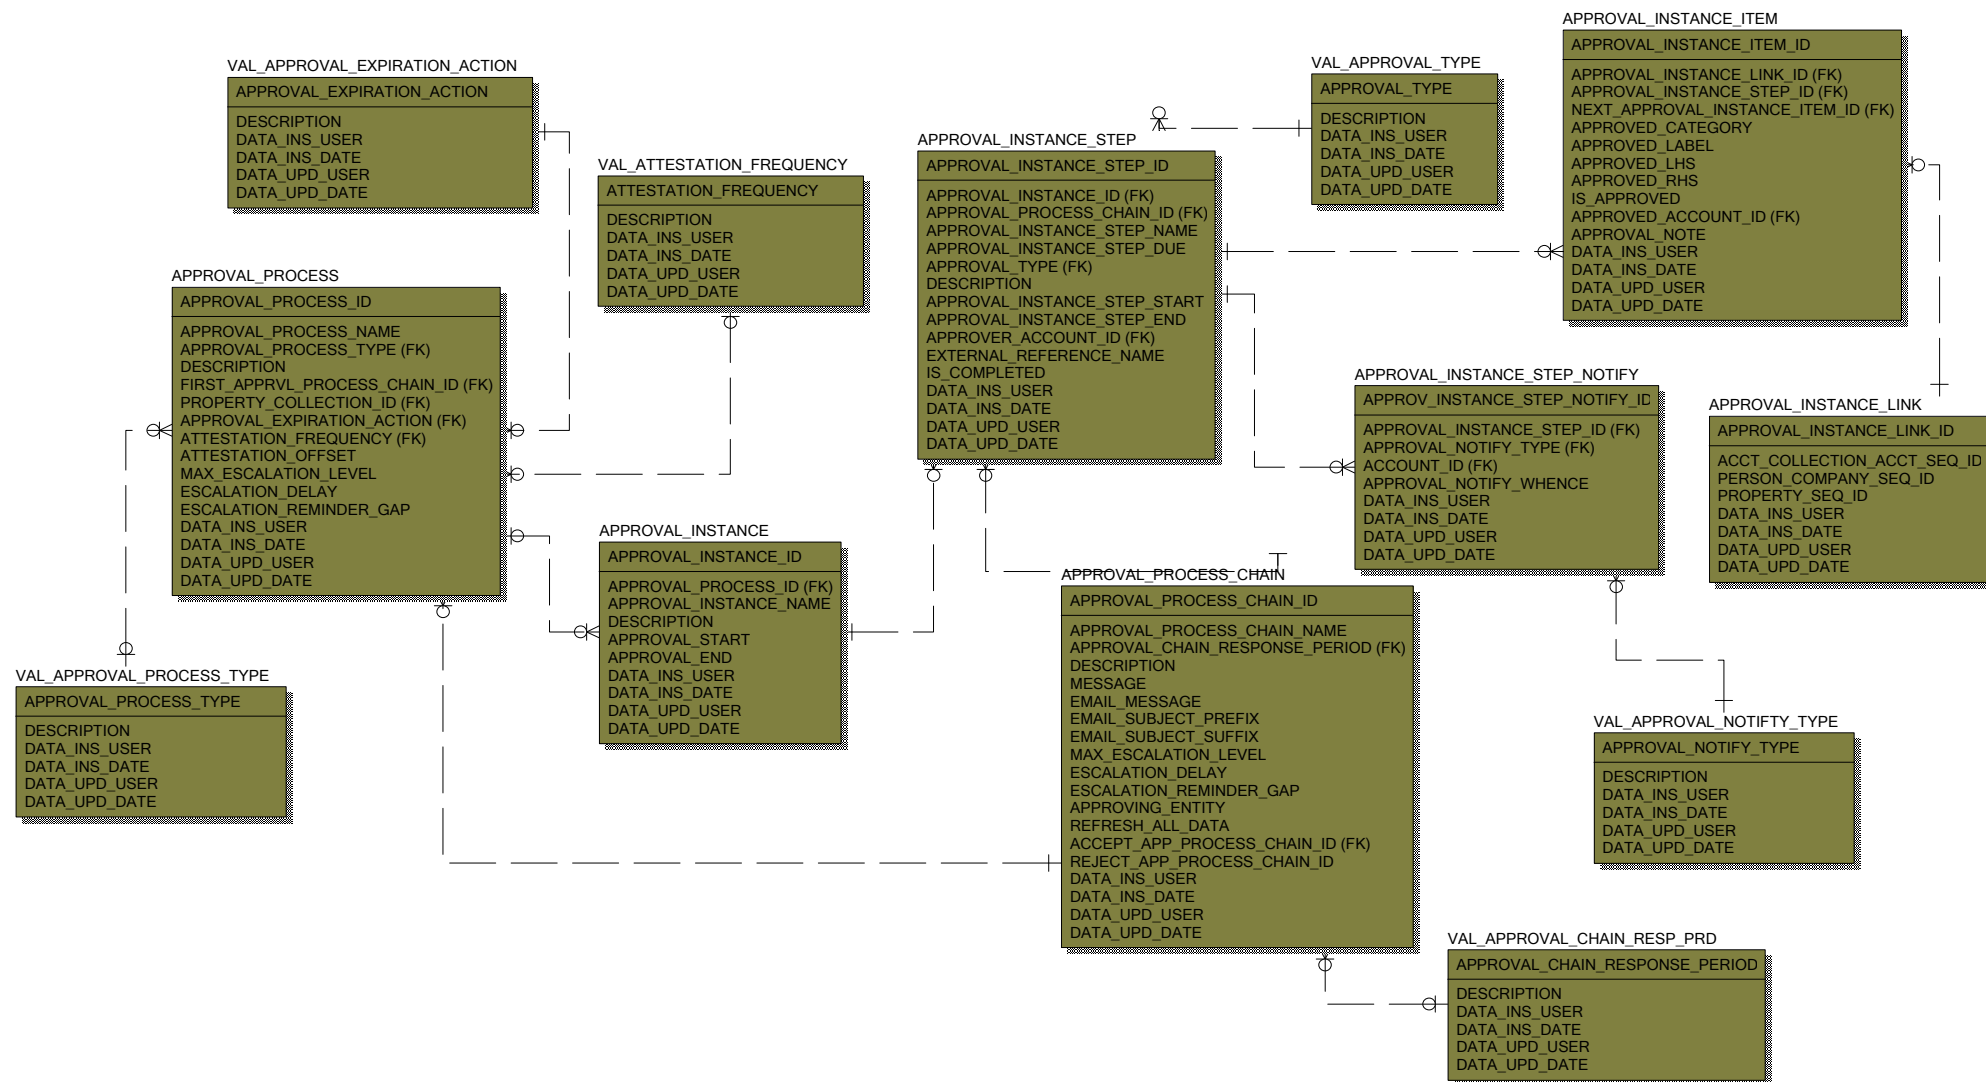 VAL_APPROVAL_EXPIRATION_ACTION
APPROVAL_EXPIRATION_ACTION
DESCRIPTION
DATA_INS_USER
DATA_INS_DATE
DATA_UPD_USER
DATA_UPD_DATE
VAL_ATTESTATION_FREQUENCY
ATTESTATION_FREQUENCY
DESCRIPTION
DATA_INS_USER
DATA_INS_DATE
DATA_UPD_USER
DATA_UPD_DATE
APPROVAL_PROCESS
APPROVAL_PROCESS_ID
APPROVAL_PROCESS_NAME
APPROVAL_PROCESS_TYPE (FK)
DESCRIPTION
FIRST_APPRVL_PROCESS_CHAIN_ID (FK)
PROPERTY_COLLECTION_ID (FK)
APPROVAL_EXPIRATION_ACTION (FK)
ATTESTATION_FREQUENCY (FK)
ATTESTATION_OFFSET
MAX_ESCALATION_LEVEL
ESCALATION_DELAY
ESCALATION_REMINDER_GAP
DATA_INS_USER
DATA_INS_DATE
DATA_UPD_USER
DATA_UPD_DATE
VAL_APPROVAL_PROCESS_TYPE
APPROVAL_PROCESS_TYPE
DESCRIPTION
DATA_INS_USER
DATA_INS_DATE
DATA_UPD_USER
DATA_UPD_DATE
APPROVAL_INSTANCE
APPROVAL_INSTANCE_ID
APPROVAL_PROCESS_ID (FK)
APPROVAL_INSTANCE_NAME
DESCRIPTION
APPROVAL_START
APPROVAL_END
DATA_INS_USER
DATA_INS_DATE
DATA_UPD_USER
DATA_UPD_DATE
APPROVAL_INSTANCE_STEP
APPROVAL_INSTANCE_STEP_ID
APPROVAL_INSTANCE_ID (FK)
APPROVAL_PROCESS_CHAIN_ID (FK)
APPROVAL_INSTANCE_STEP_NAME
APPROVAL_INSTANCE_STEP_DUE
APPROVAL_TYPE (FK)
DESCRIPTION
APPROVAL_INSTANCE_STEP_START
APPROVAL_INSTANCE_STEP_END
APPROVER_ACCOUNT_ID (FK)
EXTERNAL_REFERENCE_NAME
IS_COMPLETED
DATA_INS_USER
DATA_INS_DATE
DATA_UPD_USER
DATA_UPD_DATE
VAL_APPROVAL_TYPE
APPROVAL_TYPE
DESCRIPTION
DATA_INS_USER
DATA_INS_DATE
DATA_UPD_USER
DATA_UPD_DATE
APPROVAL_INSTANCE_ITEM
APPROVAL_INSTANCE_ITEM_ID
APPROVAL_INSTANCE_LINK_ID (FK)
APPROVAL_INSTANCE_STEP_ID (FK)
NEXT_APPROVAL_INSTANCE_ITEM_ID (FK)
APPROVED_CATEGORY
APPROVED_LABEL
APPROVED_LHS
APPROVED_RHS
IS_APPROVED
APPROVED_ACCOUNT_ID (FK)
APPROVAL_NOTE
DATA_INS_USER
DATA_INS_DATE
DATA_UPD_USER
DATA_UPD_DATE
APPROVAL_INSTANCE_STEP_NOTIFY
APPROV_INSTANCE_STEP_NOTIFY_ID
APPROVAL_INSTANCE_STEP_ID (FK)
APPROVAL_NOTIFY_TYPE (FK)
ACCOUNT_ID (FK)
APPROVAL_NOTIFY_WHENCE
DATA_INS_USER
DATA_INS_DATE
DATA_UPD_USER
DATA_UPD_DATE
APPROVAL_INSTANCE_LINK
APPROVAL_INSTANCE_LINK_ID
ACCT_COLLECTION_ACCT_SEQ_ID
PERSON_COMPANY_SEQ_ID
PROPERTY_SEQ_ID
DATA_INS_USER
DATA_INS_DATE
DATA_UPD_USER
DATA_UPD_DATE
APPROVAL_PROCESS_CHAIN
APPROVAL_PROCESS_CHAIN_ID
APPROVAL_PROCESS_CHAIN_NAME
APPROVAL_CHAIN_RESPONSE_PERIOD (FK)
DESCRIPTION
MESSAGE
EMAIL_MESSAGE
EMAIL_SUBJECT_PREFIX
EMAIL_SUBJECT_SUFFIX
MAX_ESCALATION_LEVEL
ESCALATION_DELAY
ESCALATION_REMINDER_GAP
APPROVING_ENTITY
REFRESH_ALL_DATA
ACCEPT_APP_PROCESS_CHAIN_ID (FK)
REJECT_APP_PROCESS_CHAIN_ID
DATA_INS_USER
DATA_INS_DATE
DATA_UPD_USER
DATA_UPD_DATE
VAL_APPROVAL_NOTIFTY_TYPE
APPROVAL_NOTIFY_TYPE
DESCRIPTION
DATA_INS_USER
DATA_INS_DATE
DATA_UPD_USER
DATA_UPD_DATE
VAL_APPROVAL_CHAIN_RESP_PRD
APPROVAL_CHAIN_RESPONSE_PERIOD
DESCRIPTION
DATA_INS_USER
DATA_INS_DATE
DATA_UPD_USER
DATA_UPD_DATE